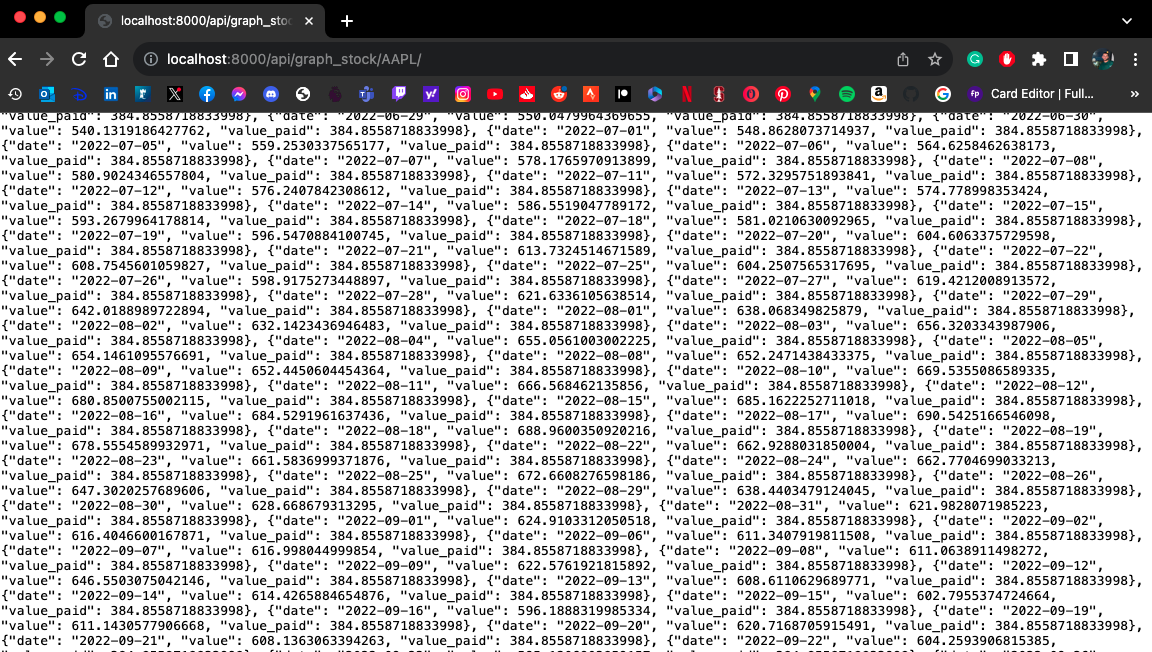 localhost:8000/api/graph_stoc
localhost:8000/api/graph_stock/AAPL/
Card Editor | Full...
"value_paid": 384.8558718833998}, {"date": "2022-06-29", "value": 550.0479964369655, "value_paid": 384.8558718833998}, {"date": "2022-06-30",
"value": 540.1319186427762, "value_paid": 384.8558718833998}, {"date": "2022-07-01", "value": 548.8628073714937, "value_paid": 384.8558718833998},
{"date": "2022-07-05", "value": 559.2530337565177, "value_paid": 384.8558718833998}, {"date": "2022-07-06", "value": 564.6258462638173,
"value_paid": 384.8558718833998}, {"date": "2022-07-07", "value": 578.1765970913899, "value_paid": 384.8558718833998}, {"date": "2022-07-08",
"value": 580.9024346557804, "value_paid": 384.8558718833998}, {"date": "2022-07-11", "value": 572.3295751893841, "value_paid": 384.8558718833998},
{"date": "2022-07-12", "value": 576.2407842308612, "value_paid": 384.8558718833998}, {"date": "2022-07-13", "value": 574.778998353424,
"value_paid": 384.8558718833998}, {"date": "2022-07-14", "value": 586.5519047789172, "value_paid": 384.8558718833998}, {"date": "2022-07-15",
"value": 593.2679964178814, "value_paid": 384.8558718833998}, {"date": "2022-07-18", "value": 581.0210630092965, "value_paid": 384.8558718833998},
{"date": "2022-07-19", "value": 596.5470884100745, "value_paid": 384.8558718833998}, {"date": "2022-07-20", "value": 604.6063375729598,
"value_paid": 384.8558718833998}, {"date": "2022-07-21", "value": 613.7324514671589, "value_paid": 384.8558718833998}, {"date": "2022-07-22",
"value": 608.7545601059827, "value_paid": 384.8558718833998}, {"date": "2022-07-25", "value": 604.2507565317695, "value_paid": 384.8558718833998},
{"date": "2022-07-26", "value": 598.9175273448897, "value_paid": 384.8558718833998}, {"date": "2022-07-27", "value": 619.4212008913572,
"value_paid": 384.8558718833998}, {"date": "2022-07-28", "value": 621.6336105638514, "value_paid": 384.8558718833998}, {"date": "2022-07-29",
"value": 642.0188989722894, "value_paid": 384.8558718833998}, {"date": "2022-08-01", "value": 638.068349825879, "value_paid": 384.8558718833998},
{"date": "2022-08-02", "value": 632.1423436946483, "value_paid": 384.8558718833998}, {"date": "2022-08-03", "value": 656.3203343987906,
"value_paid": 384.8558718833998}, {"date": "2022-08-04", "value": 655.0561003002225, "value_paid": 384.8558718833998}, {"date": "2022-08-05",
"value": 654.1461095576691, "value_paid": 384.8558718833998}, {"date": "2022-08-08", "value": 652.2471438433375, "value_paid": 384.8558718833998},
{"date": "2022-08-09", "value": 652.4450604454364, "value_paid": 384.8558718833998}, {"date": "2022-08-10", "value": 669.5355086589335,
"value_paid": 384.8558718833998}, {"date": "2022-08-11", "value": 666.568462135856, "value_paid": 384.8558718833998}, {"date": "2022-08-12",
"value": 680.8500755002115, "value_paid": 384.8558718833998}, {"date": "2022-08-15", "value": 685.1622252711018, "value_paid": 384.8558718833998},
{"date": "2022-08-16", "value": 684.5291961637436, "value_paid": 384.8558718833998}, {"date": "2022-08-17", "value": 690.5425166546098,
"value_paid": 384.8558718833998}, {"date": "2022-08-18", "value": 688.9600350920216, "value_paid": 384.8558718833998}, {"date": "2022-08-19",
"value": 678.5554589932971, "value_paid": 384.8558718833998}, {"date": "2022-08-22", "value": 662.9288031850004, "value_paid": 384.8558718833998},
{"date": "2022-08-23", "value": 661.5836999371876, "value_paid": 384.8558718833998}, {"date": "2022-08-24", "value": 662.7704699033213,
"value_paid": 384.8558718833998}, {"date": "2022-08-25", "value": 672.6608276598186, "value_paid": 384.8558718833998}, {"date": "2022-08-26",
"value": 647.3020257689606, "value_paid": 384.8558718833998}, {"date": "2022-08-29", "value": 638.4403479124045, "value_paid": 384.8558718833998},
{"date": "2022-08-30", "value": 628.668679313295, "value_paid": 384.8558718833998}, {"date": "2022-08-31", "value": 621.9828071985223,
"value_paid": 384.8558718833998}, {"date": "2022-09-01", "value": 624.9103312050518, "value_paid": 384.8558718833998}, {"date": "2022-09-02",
"value": 616.4046600167871, "value_paid": 384.8558718833998}, {"date": "2022-09-06", "value": 611.3407919811508, "value_paid": 384.8558718833998},
{"date": "2022-09-07", "value": 616.998044999854, "value_paid": 384.8558718833998}, {"date": "2022-09-08", "value": 611.0638911498272,
"value_paid": 384.8558718833998}, {"date": "2022-09-09", "value": 622.5761921815892, "value_paid": 384.8558718833998}, {"date": "2022-09-12",
"value": 646.5503075042146, "value_paid": 384.8558718833998}, {"date": "2022-09-13", "value": 608.6110629689771, "value_paid": 384.8558718833998},
{"date": "2022-09-14", "value": 614.4265884654876, "value_paid": 384.8558718833998}, {"date": "2022-09-15", "value": 602.7955374724664,
"value_paid": 384.8558718833998}, {"date": "2022-09-16", "value": 596.1888319985334, "value_paid": 384.8558718833998}, {"date": "2022-09-19",
"value": 611.1430577906668, "value_paid": 384.8558718833998}, {"date": "2022-09-20", "value": 620.7168705915491, "value_paid": 384.8558718833998},
{"date": "2022-09-21", "value": 608.1363063394263, "value_paid": 384.8558718833998}, {"date": "2022-09-22", "value": 604.2593906815385,